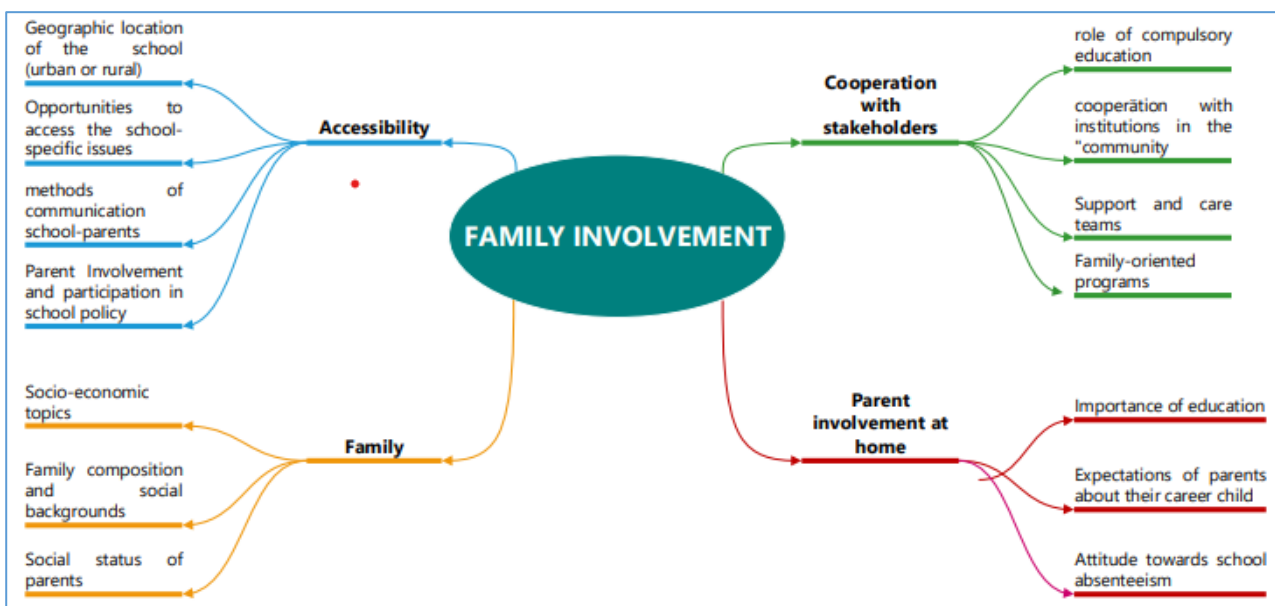 Geographic location
of the school
(urban or rural)
Opportunities to
access the school-
specific issues
methods of
communication
school-parents
Parent Involvement
and participation in
school policy
Accessibility
Socio-economic
topics
Family composition
and social
backgrounds
Social status of
parents
Family
FAMILY INVOLVEMENT
Cooperation
with
stakeholders
role of compulsory
education
cooperätion with
institutions in the
"community
Support and care
teams
Family-oriented
programs
Parent
involvement at
home
Importance of education
Expectations of parents
about their career child
Attitude towards school
absenteeism